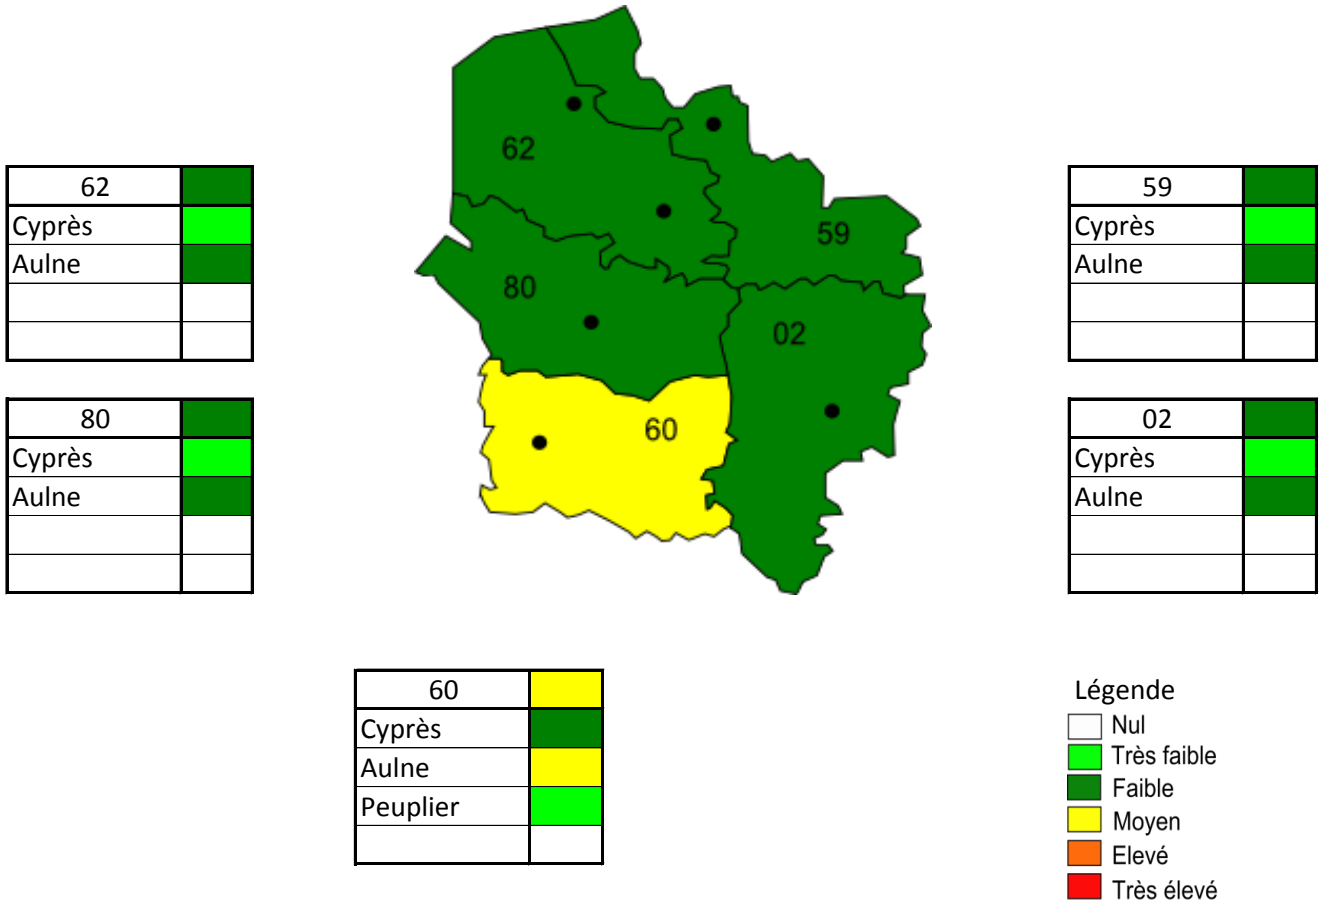 62
59
80
02
60
62
Cyprès
Aulne
59
Cyprès
Aulne
80
Cyprès
Aulne
02
Cyprès
Aulne
60
Cyprès
Aulne
Peuplier
Légende
Nul
Très faible
Faible
Moyen
Elevé
Très élevé